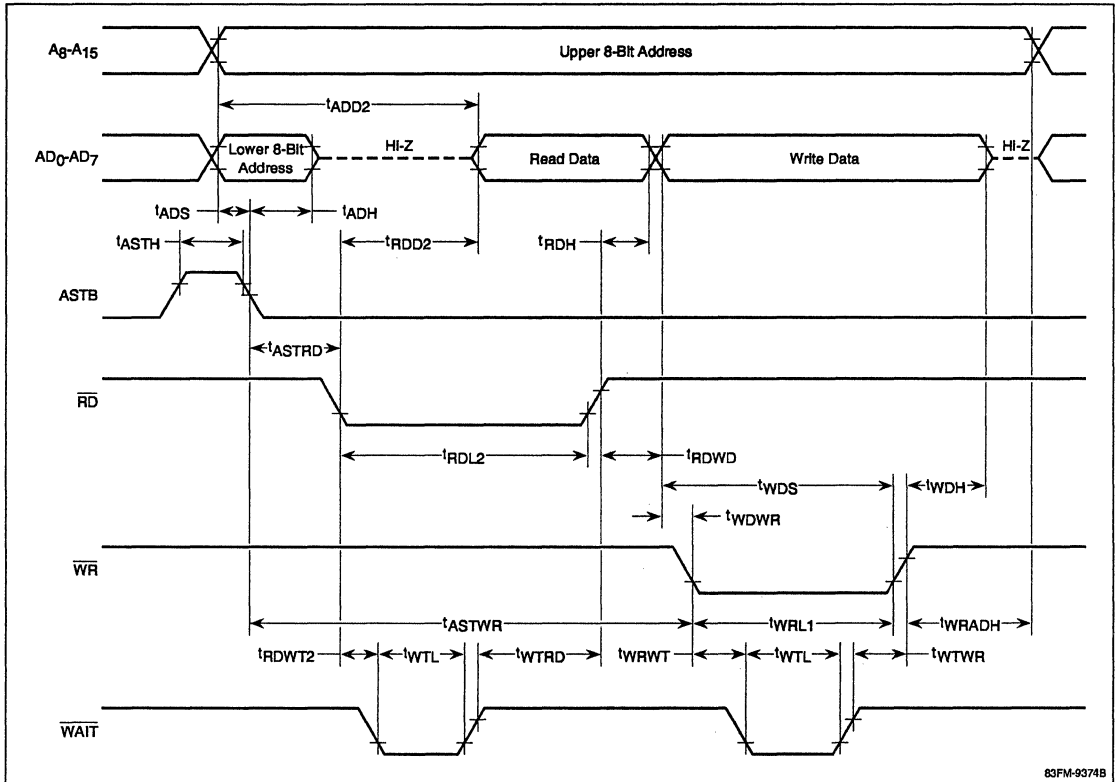 A8-A15
Upper 8-Bit Address
tADD2
AD0-AD7
Lower 8-Bit
Address
HI-Z
Read Data
Write Data
HI-Z
tADS
tADH
tASTH
tRDD2
tRDH
ASTB
tASTRD
RD
tRDL2
tRDWD
tWDS
tWDH
tWDWR
WR
tASTWR
tWRL1
tWRADH
tRDWT2
tWTL
tWTRD
tWRWT
tWTL
tWTWR
WAIT
83FM-9374B